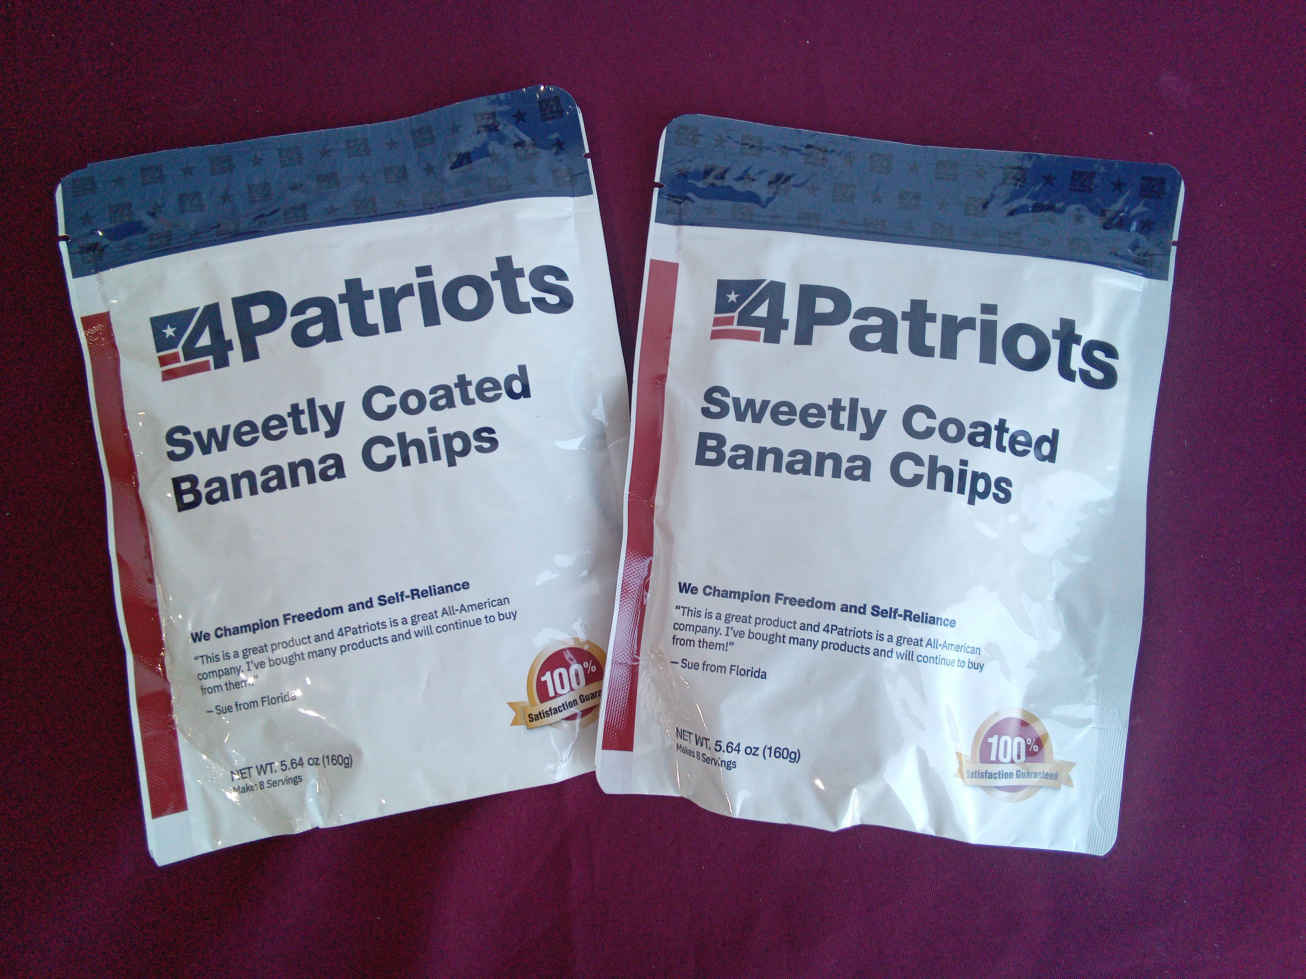 4Patriots
Sweetly Coated
Banana Chips
We Champion Freedom and Self-Reliance
"This is a great product and 4Patriots is a great All-American
company. I've bought many products and will continue to buy
from them!"
— Sue from Florida
100%
Satisfaction Guara
NET WT. 5.64 oz (160g)
Makes 8 Servings
4Patriots
Sweetly Coated
Banana Chips
We Champion Freedom and Self-Reliance
"This is a great product and 4Patriots is a great All-American
company. I've bought many products and will continue to buy
from them!"
— Sue from Florida
NET WT. 5.64 oz (160g)
Makes 8 Servings
100%
Satisfaction Guaranteed